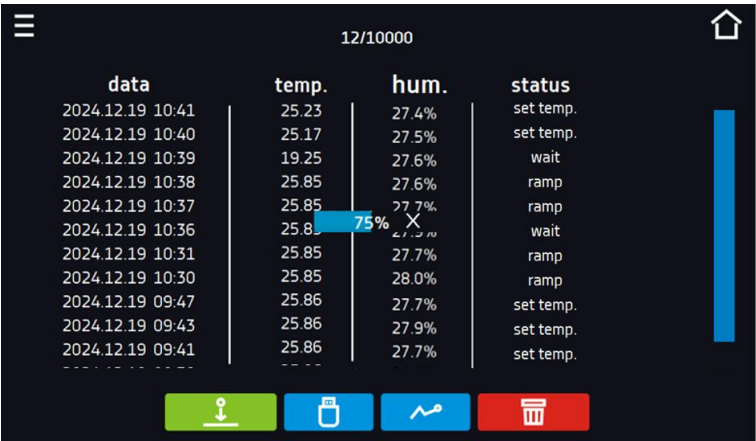 12/10000
data temp. hum. status
2024.12.19 10:41 25.23 27.4% set temp.
2024.12.19 10:40 25.17 27.5% set temp.
2024.12.19 10:39 19.25 27.6% wait
2024.12.19 10:38 25.85 27.6% ramp
2024.12.19 10:37 25.85 27.7% ramp
75% X
2024.12.19 10:36 wait
2024.12.19 10:31 25.85 27.7% ramp
2024.12.19 10:30 25.85 28.0% ramp
2024.12.19 09:47 25.86 27.7% set temp.
2024.12.19 09:43 25.86 27.9% set temp.
2024.12.19 09:41 25.86 27.7% set temp.